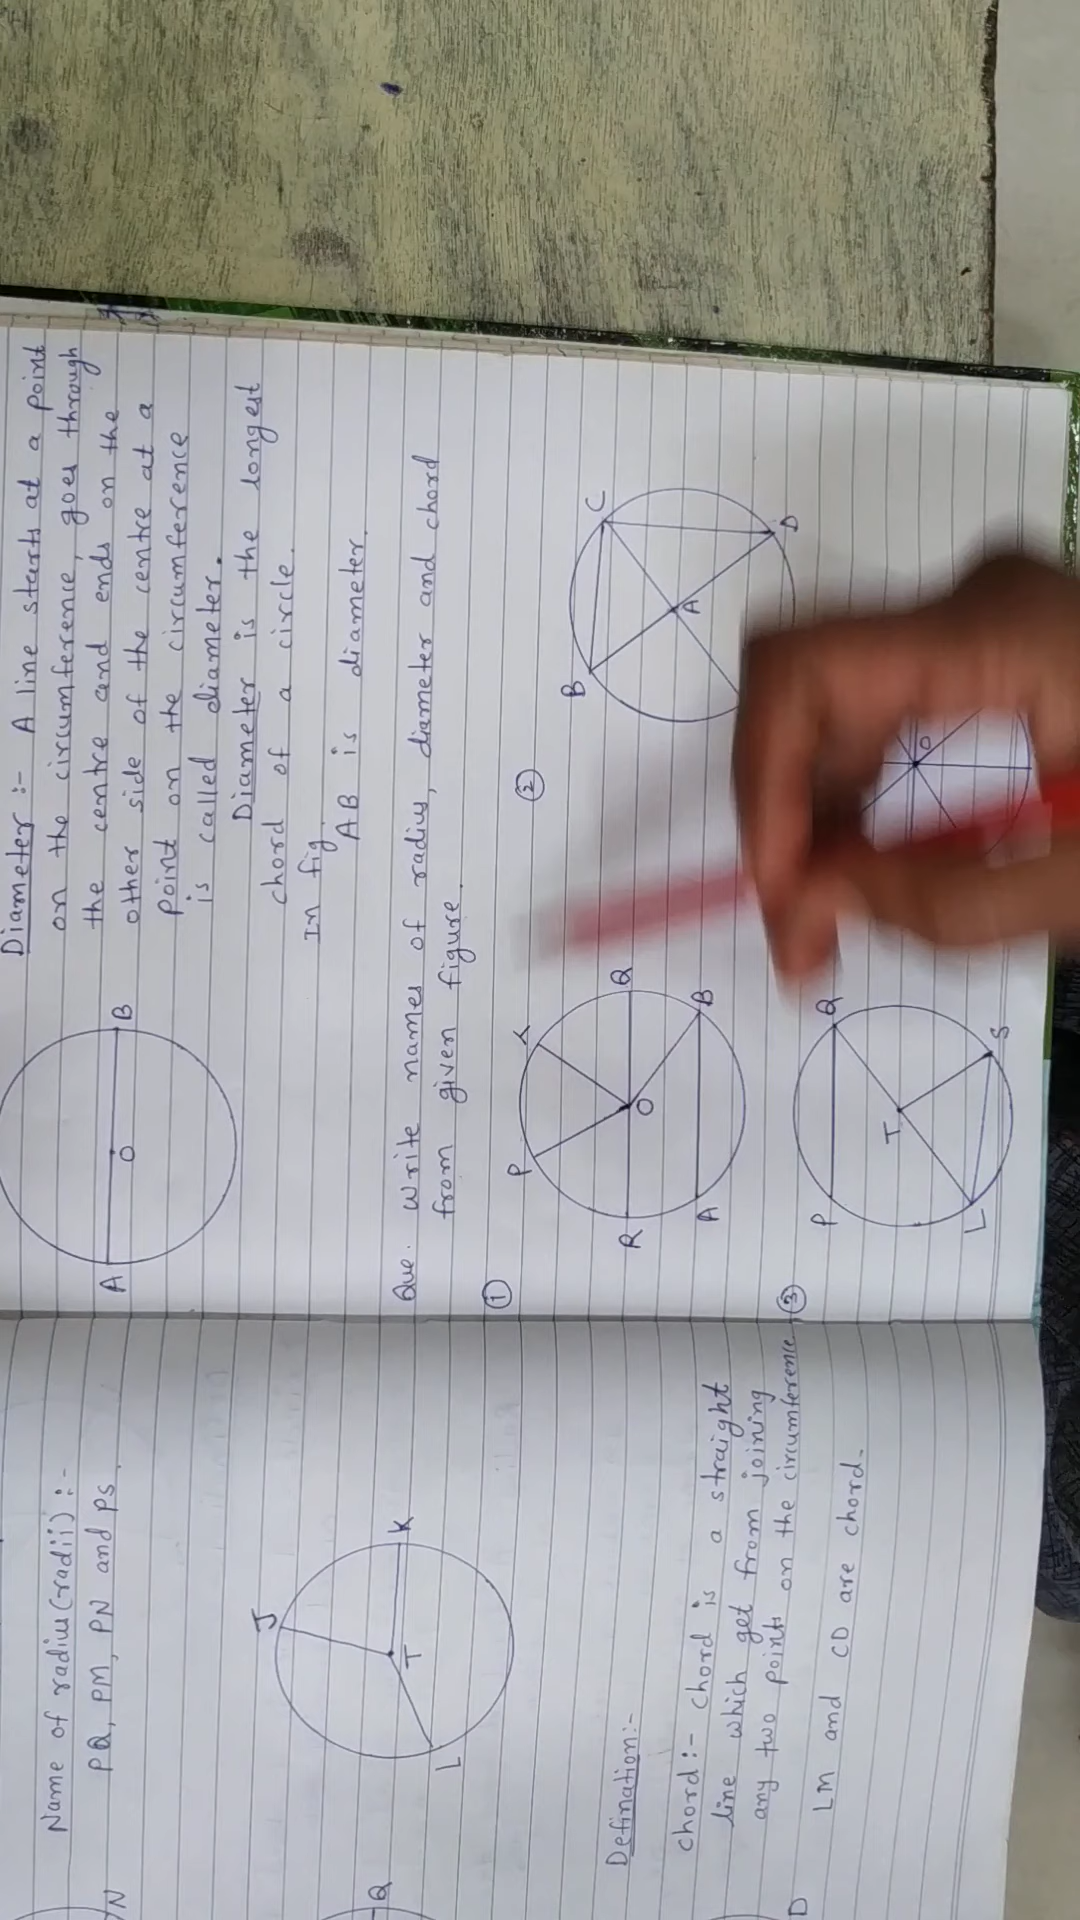 Name of radius(radii):-
PQ, PM, PN and PS.
N
J
K
T
L
Q
Defination:-
chord:- chord is a straight
line which get from joining
any two points on the circumference
LM and CD are chord.
D
Diameter:- A line starts at a point
on the circumference, goes through
the centre and ends on the
other side of the centre at a
point on the circumference
is called diameter.
Diameter is the longest
chord of a circle.
In fig
AB is diameter.
A
O
B
Que. Write names of radius, diameter and chord
from given figure.
①
P
R
O
Q
A
B
②
B
C
A
D
③
P
Q
T
L
S
O